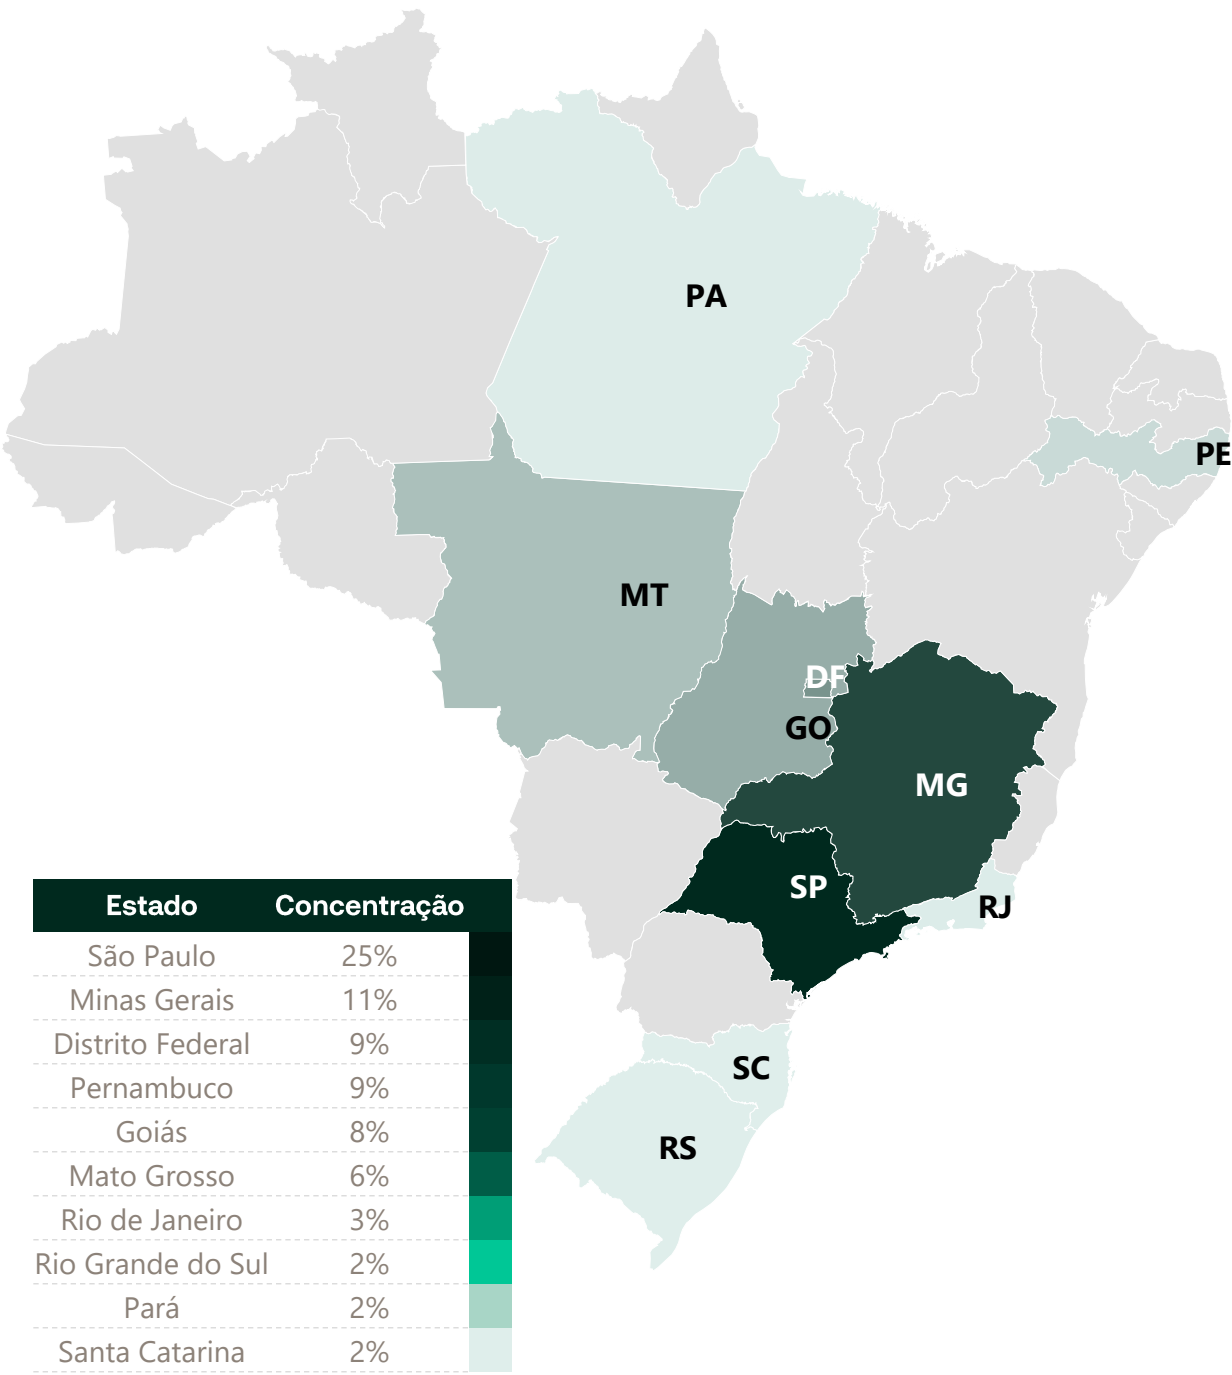 PA
PE
MT
DF
GO
MG
SP
RJ
SC
RS
Estado Concentração
São Paulo 25%
Minas Gerais 11%
Distrito Federal 9%
Pernambuco 9%
Goiás 8%
Mato Grosso 6%
Rio de Janeiro 3%
Rio Grande do Sul 2%
Pará 2%
Santa Catarina 2%